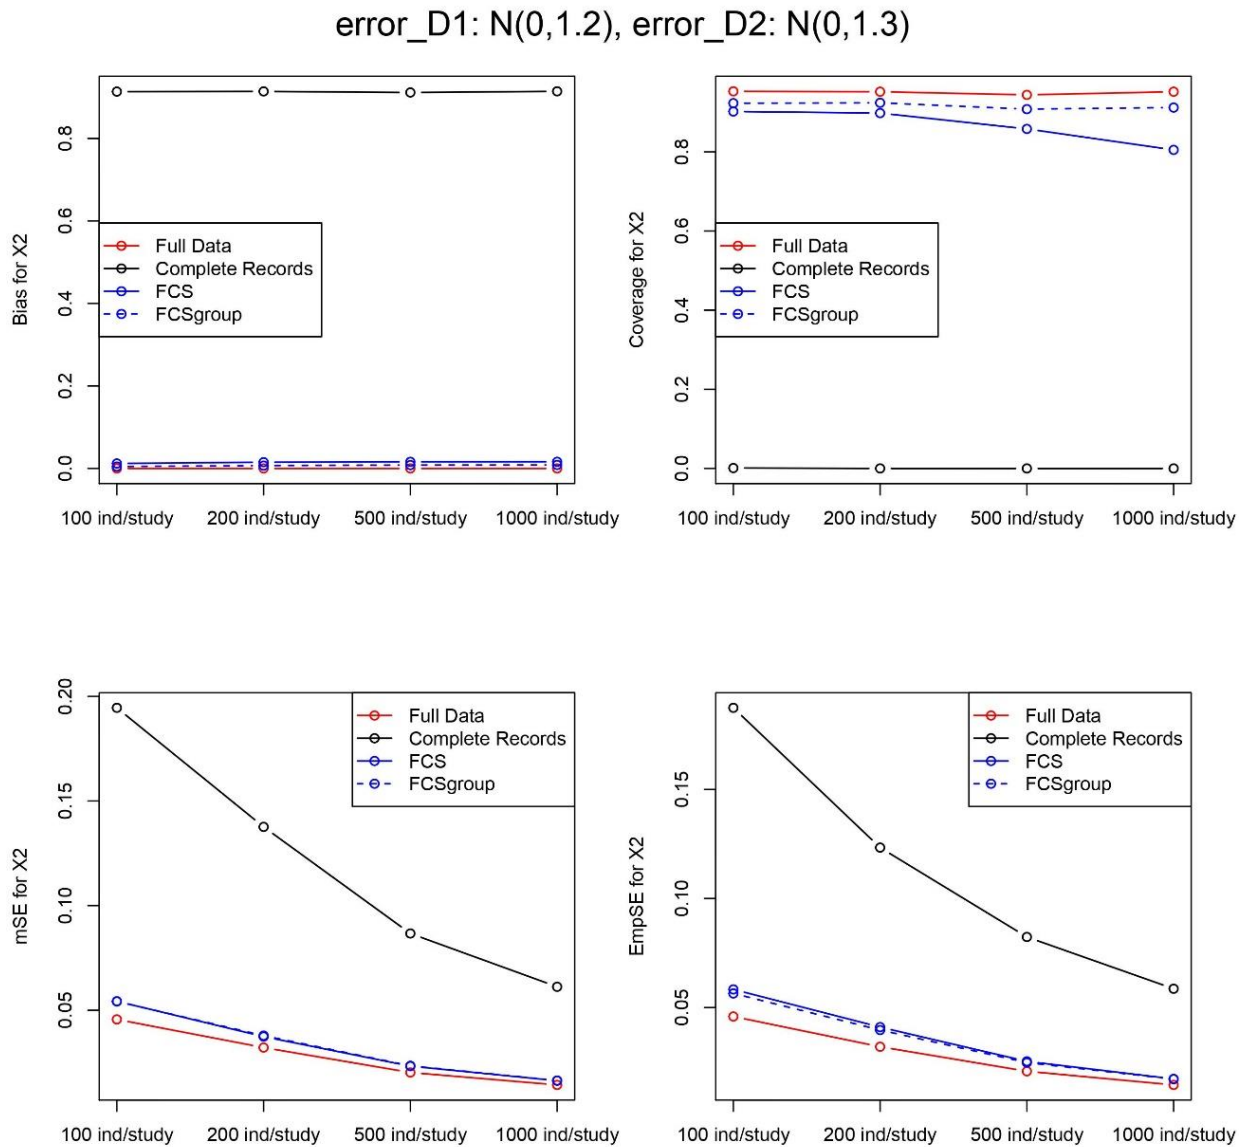 error_D1: N(0,1.2), error_D2: N(0,1.3)
Bias for X2
0.8
0.6
0.4
0.2
0.0
Full Data
Complete Records
FCS
FCSgroup
100 ind/study 200 ind/study 500 ind/study 1000 ind/study
Coverage for X2
0.8
0.6
0.4
0.2
0.0
Full Data
Complete Records
FCS
FCSgroup
100 ind/study 200 ind/study 500 ind/study 1000 ind/study
mSE for X2
0.20
0.15
0.10
0.05
Full Data
Complete Records
FCS
FCSgroup
100 ind/study 200 ind/study 500 ind/study 1000 ind/study
EmpSE for X2
0.15
0.10
0.05
Full Data
Complete Records
FCS
FCSgroup
100 ind/study 200 ind/study 500 ind/study 1000 ind/study